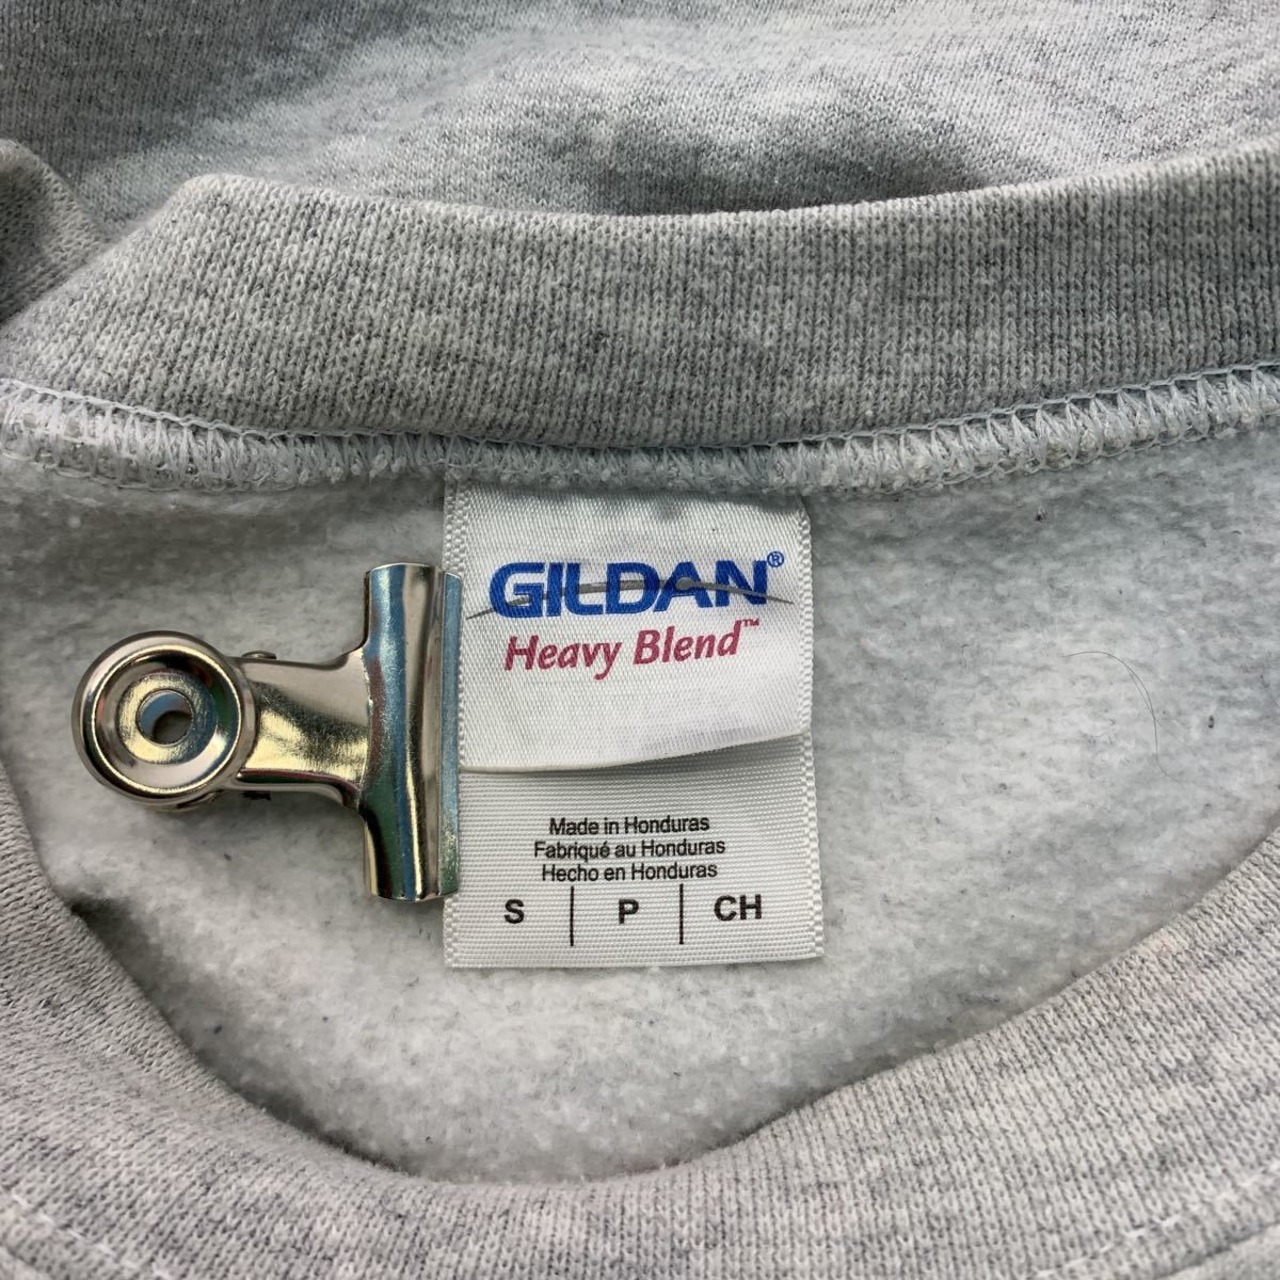 GILDAN®
Heavy Blend™
Made in Honduras
Fabriqué au Honduras
Hecho en Honduras
S | P | CH